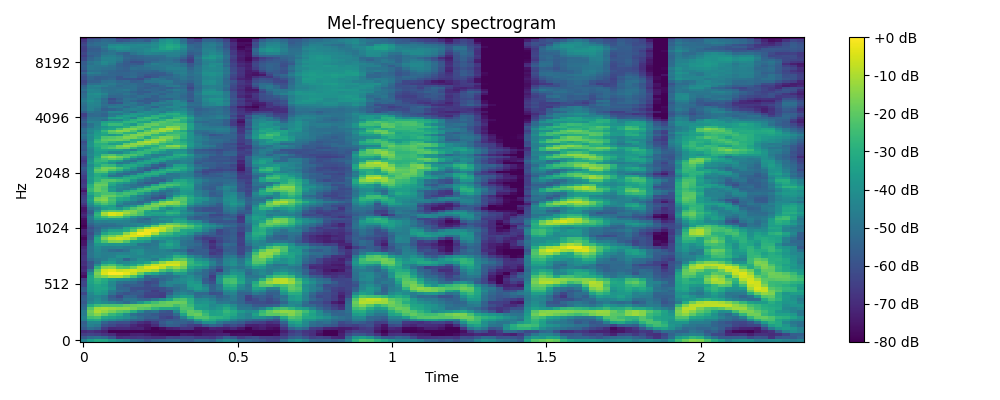 Mel-frequency spectrogram
8192
4096
2048
1024
512
0
Hz
0
0.5
1
1.5
2
Time
+0 dB
-10 dB
-20 dB
-30 dB
-40 dB
-50 dB
-60 dB
-70 dB
-80 dB